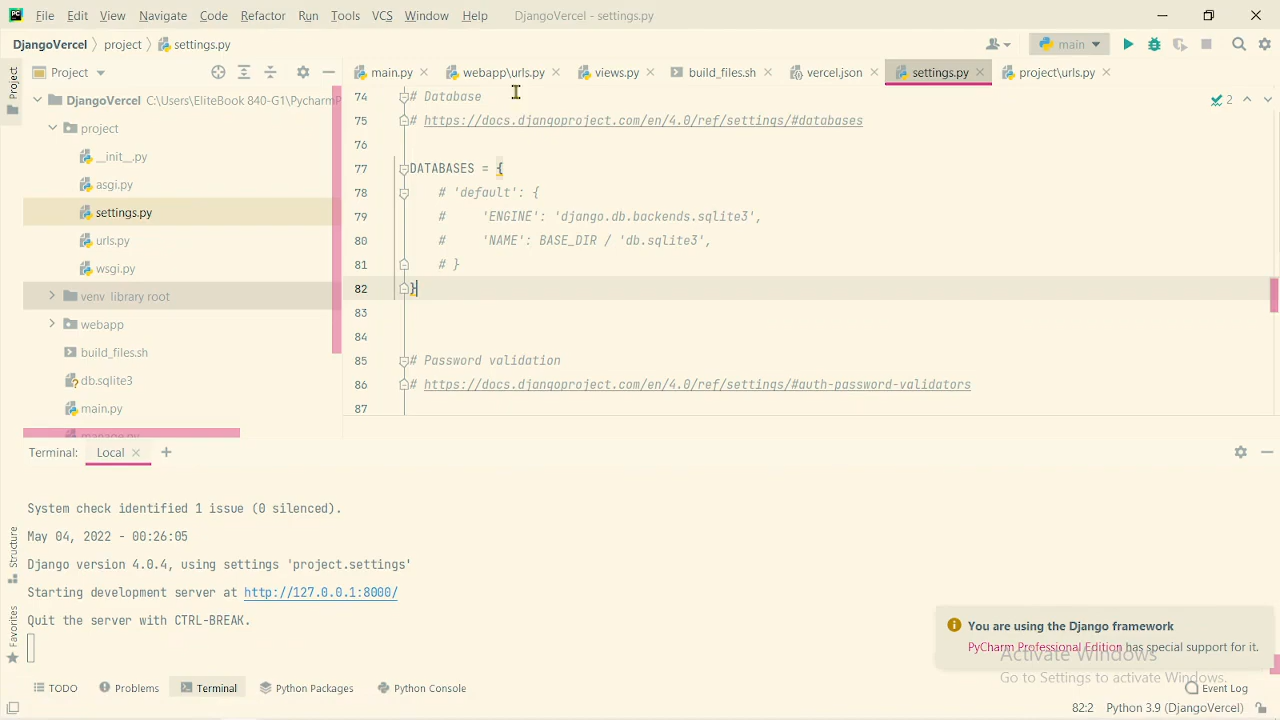 File Edit View Navigate Code Refactor Run Tools VCS Window Help DjangoVercel - settings.py
DjangoVercel project settings.py main
Project
Project
main.py webapp\urls.py views.py build_files.sh vercel.json settings.py project\urls.py
DjangoVercel C:\Users\EliteBook 840-G1\PycharmP
project
__init__.py
asgi.py
settings.py
urls.py
wsgi.py
venv library root
webapp
build_files.sh
db.sqlite3
main.py
manage.py
2
74 # Database
75 # https://docs.djangoproject.com/en/4.0/ref/settings/#databases
76
77 DATABASES = {
78 # 'default': {
79 #     'ENGINE': 'django.db.backends.sqlite3',
80 #     'NAME': BASE_DIR / 'db.sqlite3',
81 # }
82 }
83
84
85 # Password validation
86 # https://docs.djangoproject.com/en/4.0/ref/settings/#auth-password-validators
87
Terminal: Local
System check identified 1 issue (0 silenced).
May 04, 2022 - 00:26:05
Django version 4.0.4, using settings 'project.settings'
Starting development server at http://127.0.0.1:8000/
Quit the server with CTRL-BREAK.
Structure
Favorites
You are using the Django framework
PyCharm Professional Edition has special support for it.
Activate Windows
Go to Settings to activate Windows.
TODO Problems Terminal Python Packages Python Console Event Log
82:2 Python 3.9 (DjangoVercel)